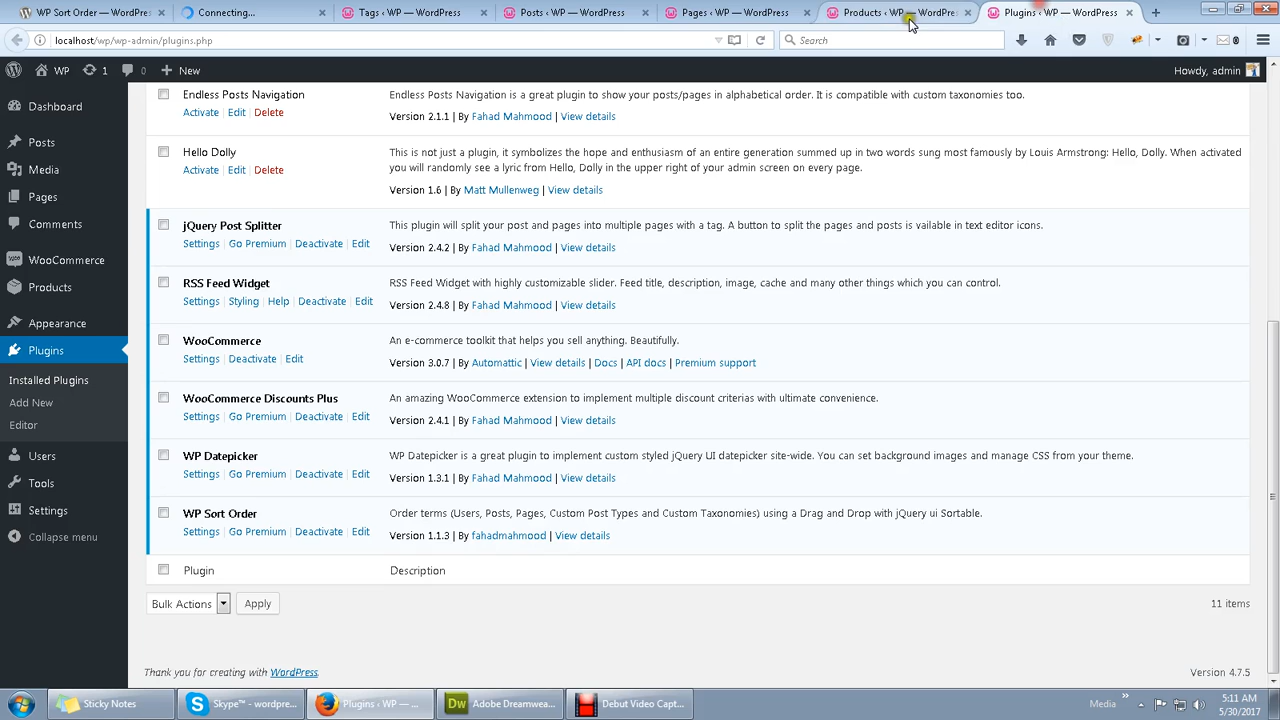 WP Sort Order — WordPre...
Connecting...
Tags ‹ WP — WordPress
Posts ‹ WP — WordPress
Pages ‹ WP — WordPress
Products ‹ WP — WordPre...
Plugins ‹ WP — WordPress
localhost/wp/wp-admin/plugins.php
Search
0
WP
1
0
New
Howdy, admin
Dashboard
Posts
Media
Pages
Comments
WooCommerce
Products
Appearance
Plugins
Installed Plugins
Add New
Editor
Users
Tools
Settings
Collapse menu
Endless Posts Navigation
Activate | Edit | Delete
Endless Posts Navigation is a great plugin to show your posts/pages in alphabetical order. It is compatible with custom taxonomies too.
Version 2.1.1 | By Fahad Mahmood | View details
Hello Dolly
Activate | Edit | Delete
This is not just a plugin, it symbolizes the hope and enthusiasm of an entire generation summed up in two words sung most famously by Louis Armstrong: Hello, Dolly. When activated
you will randomly see a lyric from Hello, Dolly in the upper right of your admin screen on every page.
Version 1.6 | By Matt Mullenweg | View details
jQuery Post Splitter
Settings | Go Premium | Deactivate | Edit
This plugin will split your post and pages into multiple pages with a tag. A button to split the pages and posts is vailable in text editor icons.
Version 2.4.2 | By Fahad Mahmood | View details
RSS Feed Widget
Settings | Styling | Help | Deactivate | Edit
RSS Feed Widget with highly customizable slider. Feed title, description, image, cache and many other things which you can control.
Version 2.4.8 | By Fahad Mahmood | View details
WooCommerce
Settings | Deactivate | Edit
An e-commerce toolkit that helps you sell anything. Beautifully.
Version 3.0.7 | By Automattic | View details | Docs | API docs | Premium support
WooCommerce Discounts Plus
Settings | Go Premium | Deactivate | Edit
An amazing WooCommerce extension to implement multiple discount criterias with ultimate convenience.
Version 2.4.1 | By Fahad Mahmood | View details
WP Datepicker
Settings | Go Premium | Deactivate | Edit
WP Datepicker is a great plugin to implement custom styled jQuery UI datepicker site-wide. You can set background images and manage CSS from your theme.
Version 1.3.1 | By Fahad Mahmood | View details
WP Sort Order
Settings | Go Premium | Deactivate | Edit
Order terms (Users, Posts, Pages, Custom Post Types and Custom Taxonomies) using a Drag and Drop with jQuery ui Sortable.
Version 1.1.3 | By fahadmahmood | View details
Plugin
Description
Bulk Actions
Apply
11 items
Thank you for creating with WordPress.
Version 4.7.5
Sticky Notes
Skype™ - wordpre...
Plugins ‹ WP — ...
Dw
Adobe Dreamwea...
Debut Video Capt...
Media
»
5:11 AM
5/30/2017